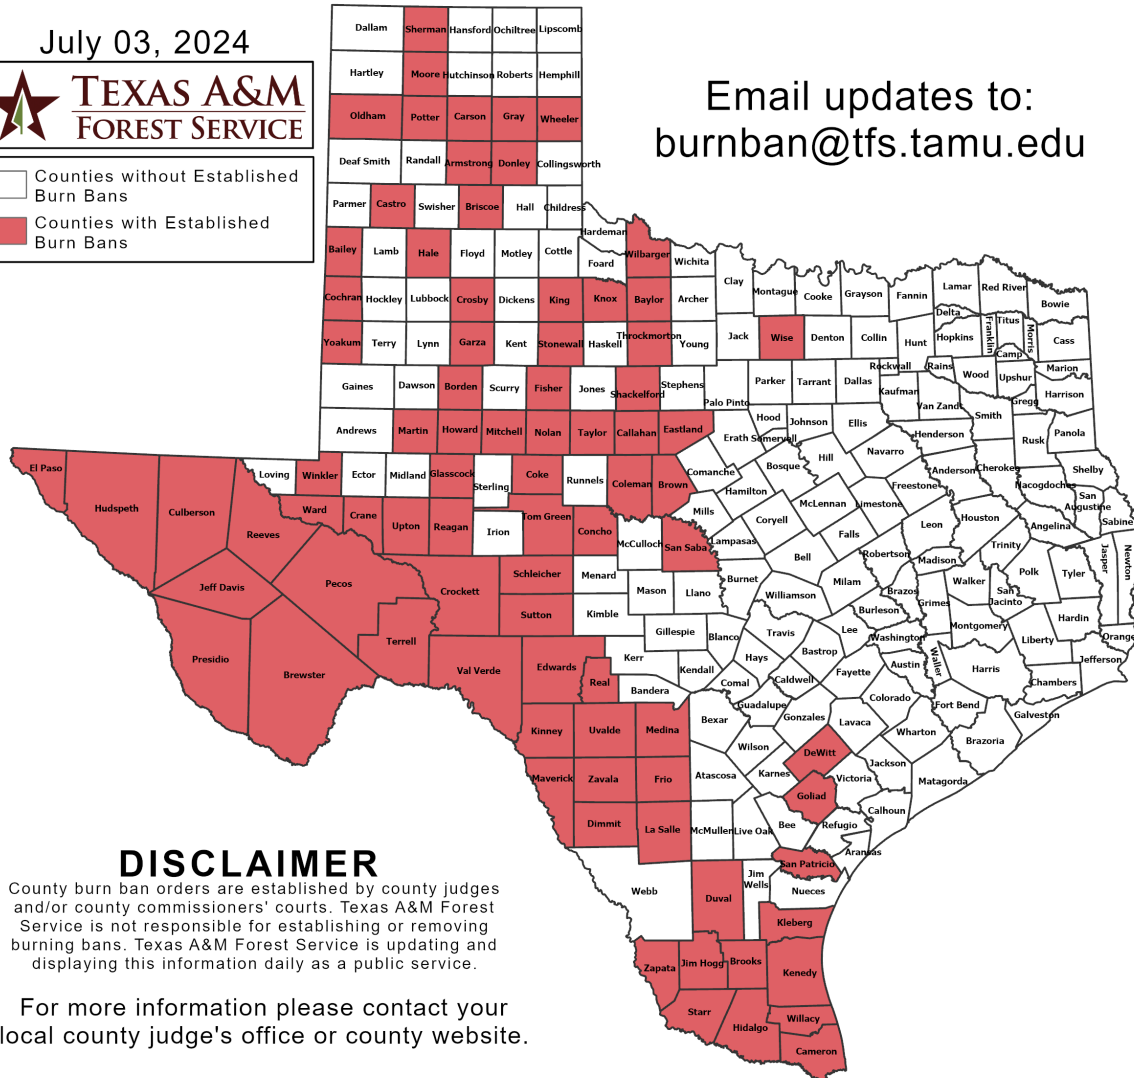 July 03, 2024
TEXAS A&M
FOREST SERVICE
Counties without Established
Burn Bans
Counties with Established
Burn Bans
Email updates to:
burnban@tfs.tamu.edu
Dallam Sherman Hansford Ochiltree Lipscomb
Hartley Moore Hutchinson Roberts Hemphill
Oldham Potter Carson Gray Wheeler
Deaf Smith Randall Armstrong Donley Collingsworth
Parmer Castro Swisher Briscoe Hall Childress
Hardeman
Bailey Lamb Hale Floyd Motley Cottle Foard Wilbarger Wichita
Clay Montague Cooke Grayson Fannin Lamar Red River Bowie
Cochran Hockley Lubbock Crosby Dickens King Knox Baylor Archer
Delta Titus Franklin Morris
Yoakum Terry Lynn Garza Kent Stonewall Haskell Throckmorton Young Jack Wise Denton Collin Hunt Hopkins Cass
Camp
Rockwall Rains Wood Upshur Marion
Gaines Dawson Borden Scurry Fisher Jones Shackelford Stephens Palo Pinto Parker Tarrant Dallas Kaufman Van Zandt Gregg Harrison
Andrews Martin Howard Mitchell Nolan Taylor Callahan Eastland Erath Hood Somervell Johnson Ellis Henderson Smith Rusk Panola
El Paso Hudspeth Culberson Reeves Loving Winkler Ector Midland Glasscock Sterling Coke Runnels Coleman Brown Comanche Bosque Hill Navarro Anderson Cherokee Shelby
Hamilton Freestone Nacogdoches San
Augustine Sabine
Ward Crane Upton Reagan Irion Tom Green Concho McCulloch San Saba Mills Lampasas Coryell McLennan Limestone Falls Leon Houston Angelina
Jeff Davis Pecos Crockett Schleicher Menard Mason Llano Burnet Bell Milam Robertson Madison Trinity Polk Tyler Jasper Newton
Sutton Kimble Williamson Brazos Burleson Grimes Walker San
Jacinto Hardin
Presidio Brewster Terrell Val Verde Edwards Real Kerr Gillespie Blanco Travis Lee Washington Montgomery Liberty Orange
Bandera Kendall Hays Bastrop Fayette Austin Waller Harris Chambers Jefferson
Comal Caldwell Colorado Fort Bend Galveston
Kinney Uvalde Medina Bexar Guadalupe Gonzales Lavaca Wharton Brazoria
Maverick Zavala Frio Atascosa Wilson Karnes DeWitt Victoria Jackson Matagorda
Goliad Calhoun
Dimmit La Salle McMullen Live Oak Bee Refugio Aransas
San Patricio
Webb Duval Jim
Wells Nueces
Kleberg
Zapata Jim Hogg Brooks Kenedy
Starr Hidalgo Willacy
Cameron
DISCLAIMER
County burn ban orders are established by county judges
and/or county commissioners' courts. Texas A&M Forest
Service is not responsible for establishing or removing
burning bans. Texas A&M Forest Service is updating and
displaying this information daily as a public service.
For more information please contact your
local county judge's office or county website.